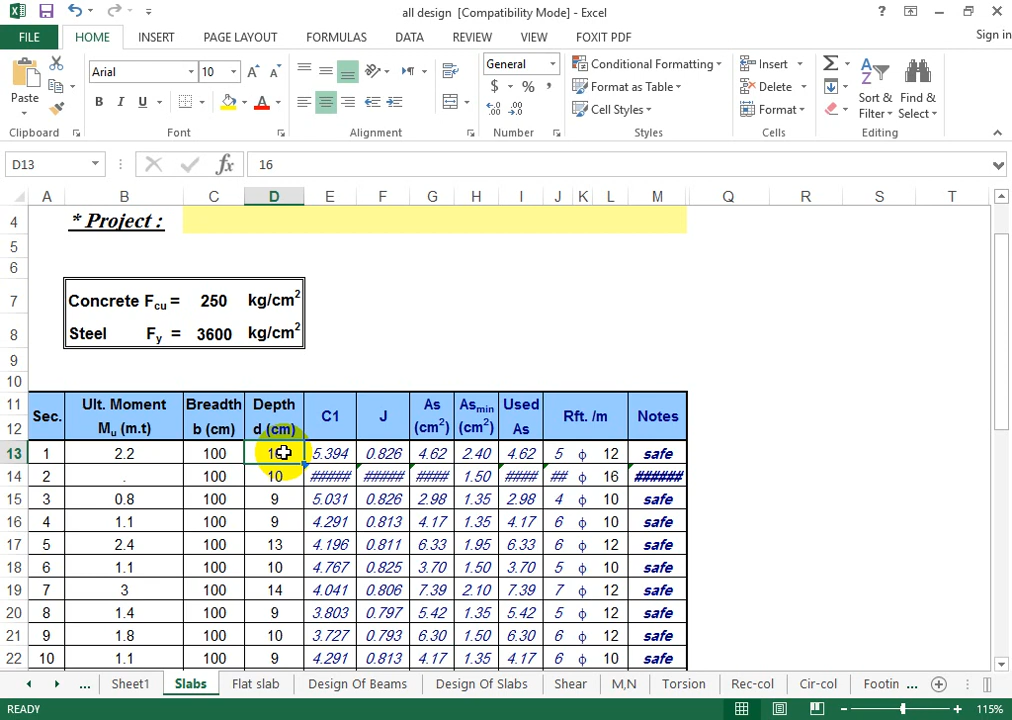 all design [Compatibility Mode] - Excel
?
FILE HOME INSERT PAGE LAYOUT FORMULAS DATA REVIEW VIEW FOXIT PDF Sign in
Paste
Arial 10
B I U
General
$ % ,
Conditional Formatting
Format as Table
Cell Styles
Insert
Delete
Format
Sort & Filter
Find & Select
Clipboard Font Alignment Number Styles Cells Editing
D13 fx 16
A B C D E F G H I J K L M Q R S T
4 * Project :
5
6
7 Concrete Fcu = 250 kg/cm2
8 Steel Fy = 3600 kg/cm2
9
10
11 Sec. Ult. Moment Breadth Depth C1 J As Asmin Used Rft. /m Notes
12 Mu (m.t) b (cm) d (cm) (cm2) (cm2) As
13 1 2.2 100 5.394 0.826 4.62 2.40 4.62 5 ϕ 12 safe
14 2 . 100 10 ##### ##### #### 1.50 #### ## ϕ 16 ######
15 3 0.8 100 9 5.031 0.826 2.98 1.35 2.98 4 ϕ 10 safe
16 4 1.1 100 9 4.291 0.813 4.17 1.35 4.17 6 ϕ 10 safe
17 5 2.4 100 13 4.196 0.811 6.33 1.95 6.33 6 ϕ 12 safe
18 6 1.1 100 10 4.767 0.825 3.70 1.50 3.70 5 ϕ 10 safe
19 7 3 100 14 4.041 0.806 7.39 2.10 7.39 7 ϕ 12 safe
20 8 1.4 100 9 3.803 0.797 5.42 1.35 5.42 5 ϕ 12 safe
21 9 1.8 100 10 3.727 0.793 6.30 1.50 6.30 6 ϕ 12 safe
22 10 1.1 100 9 4.291 0.813 4.17 1.35 4.17 6 ϕ 10 safe
... Sheet1 Slabs Flat slab Design Of Beams Design Of Slabs Shear M,N Torsion Rec-col Cir-col Footin ...
READY 115%